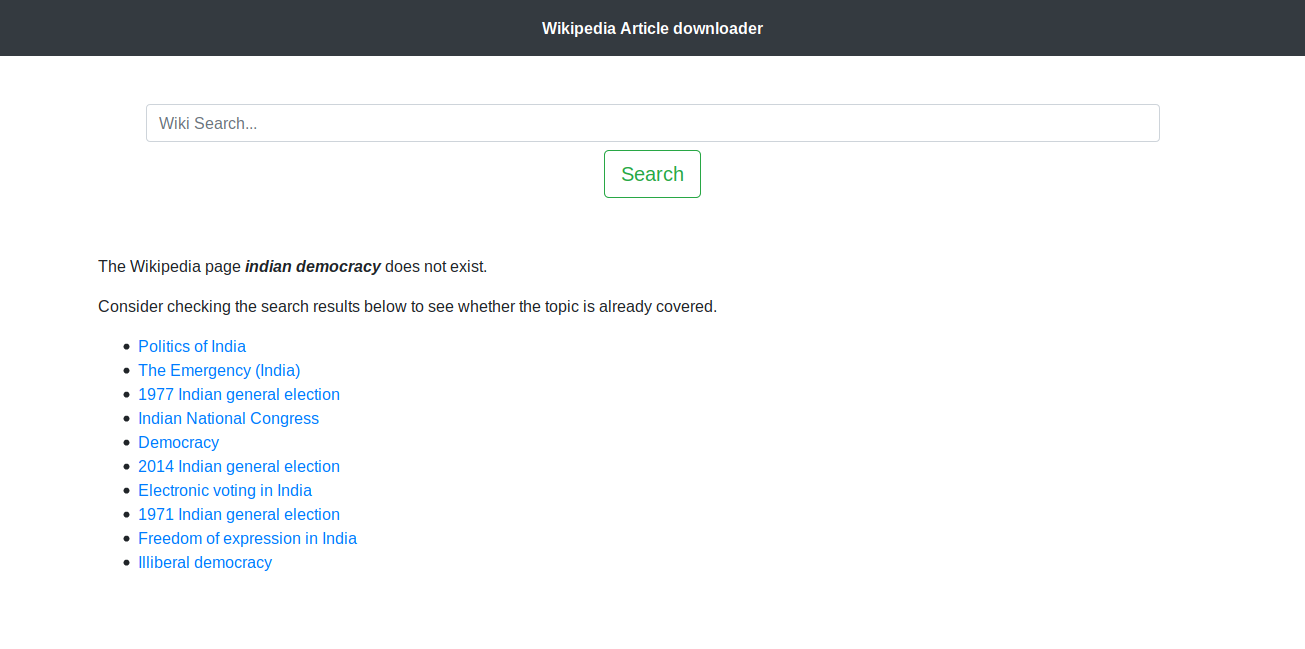 Wikipedia Article downloader
Wiki Search...
Search
The Wikipedia page indian democracy does not exist.
Consider checking the search results below to see whether the topic is already covered.
Politics of India
The Emergency (India)
1977 Indian general election
Indian National Congress
Democracy
2014 Indian general election
Electronic voting in India
1971 Indian general election
Freedom of expression in India
Illiberal democracy